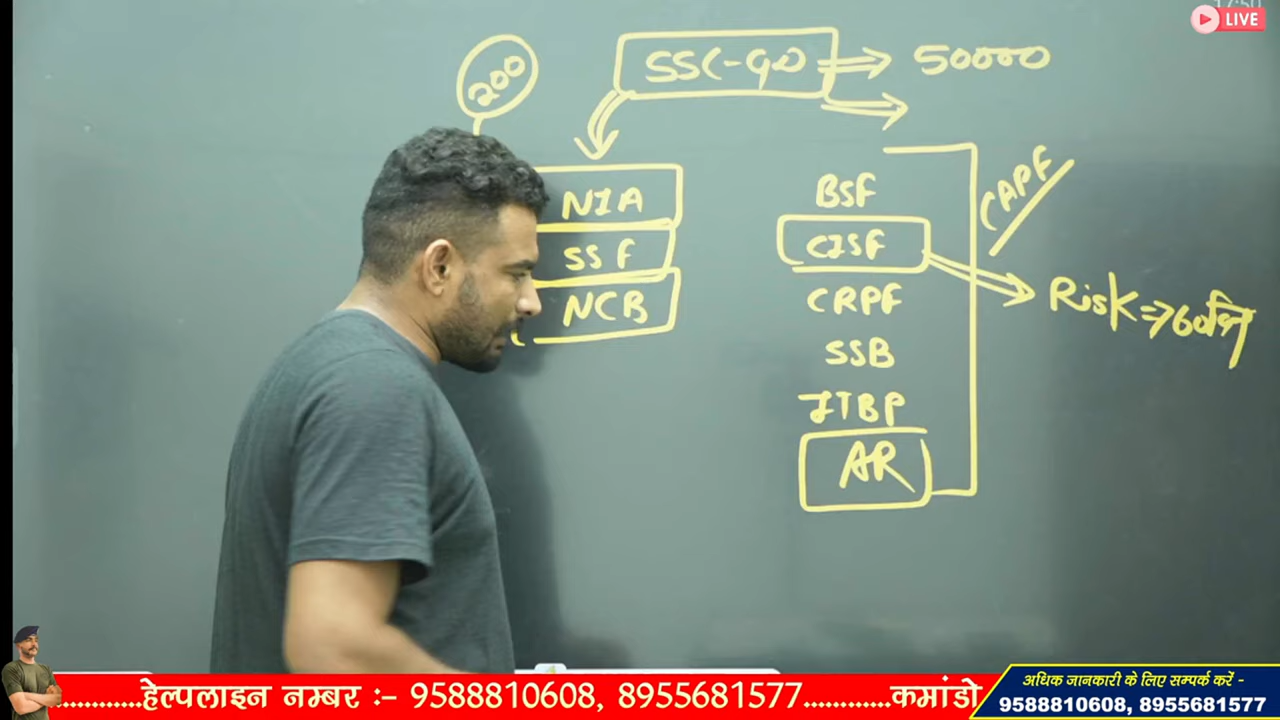 LIVE
200
SSC-GD
50000
NIA
SSF
NCB
BSF
CISF
CRPF
SSB
ITBP
AR
CAPF
Risk
हेल्पलाइन नम्बर :- 9588810608, 8955681577............कमांडो
अधिक जानकारी के लिए सम्पर्क करें -
9588810608, 8955681577